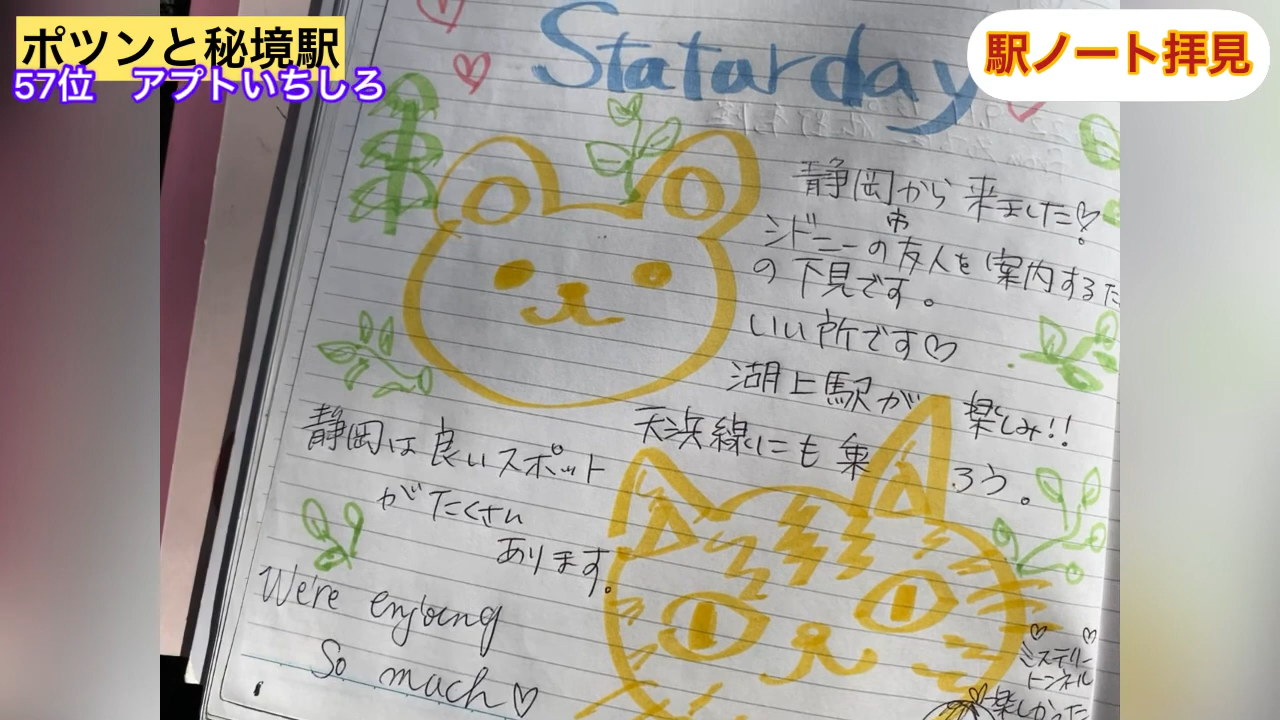 ポツンと秘境駅
57位 アプトいちしろ
駅ノート拝見
Staturday
静岡から来ました♡
シドニー市の友人を案内するた
の下見です。
いい所です♡
湖上駅が 楽しみ!!
天浜線にも乗ろう。
静岡は良いスポット
がたくさん
あります。
We're enjoing
So much♡
ミステリー
トンネル
楽しかった